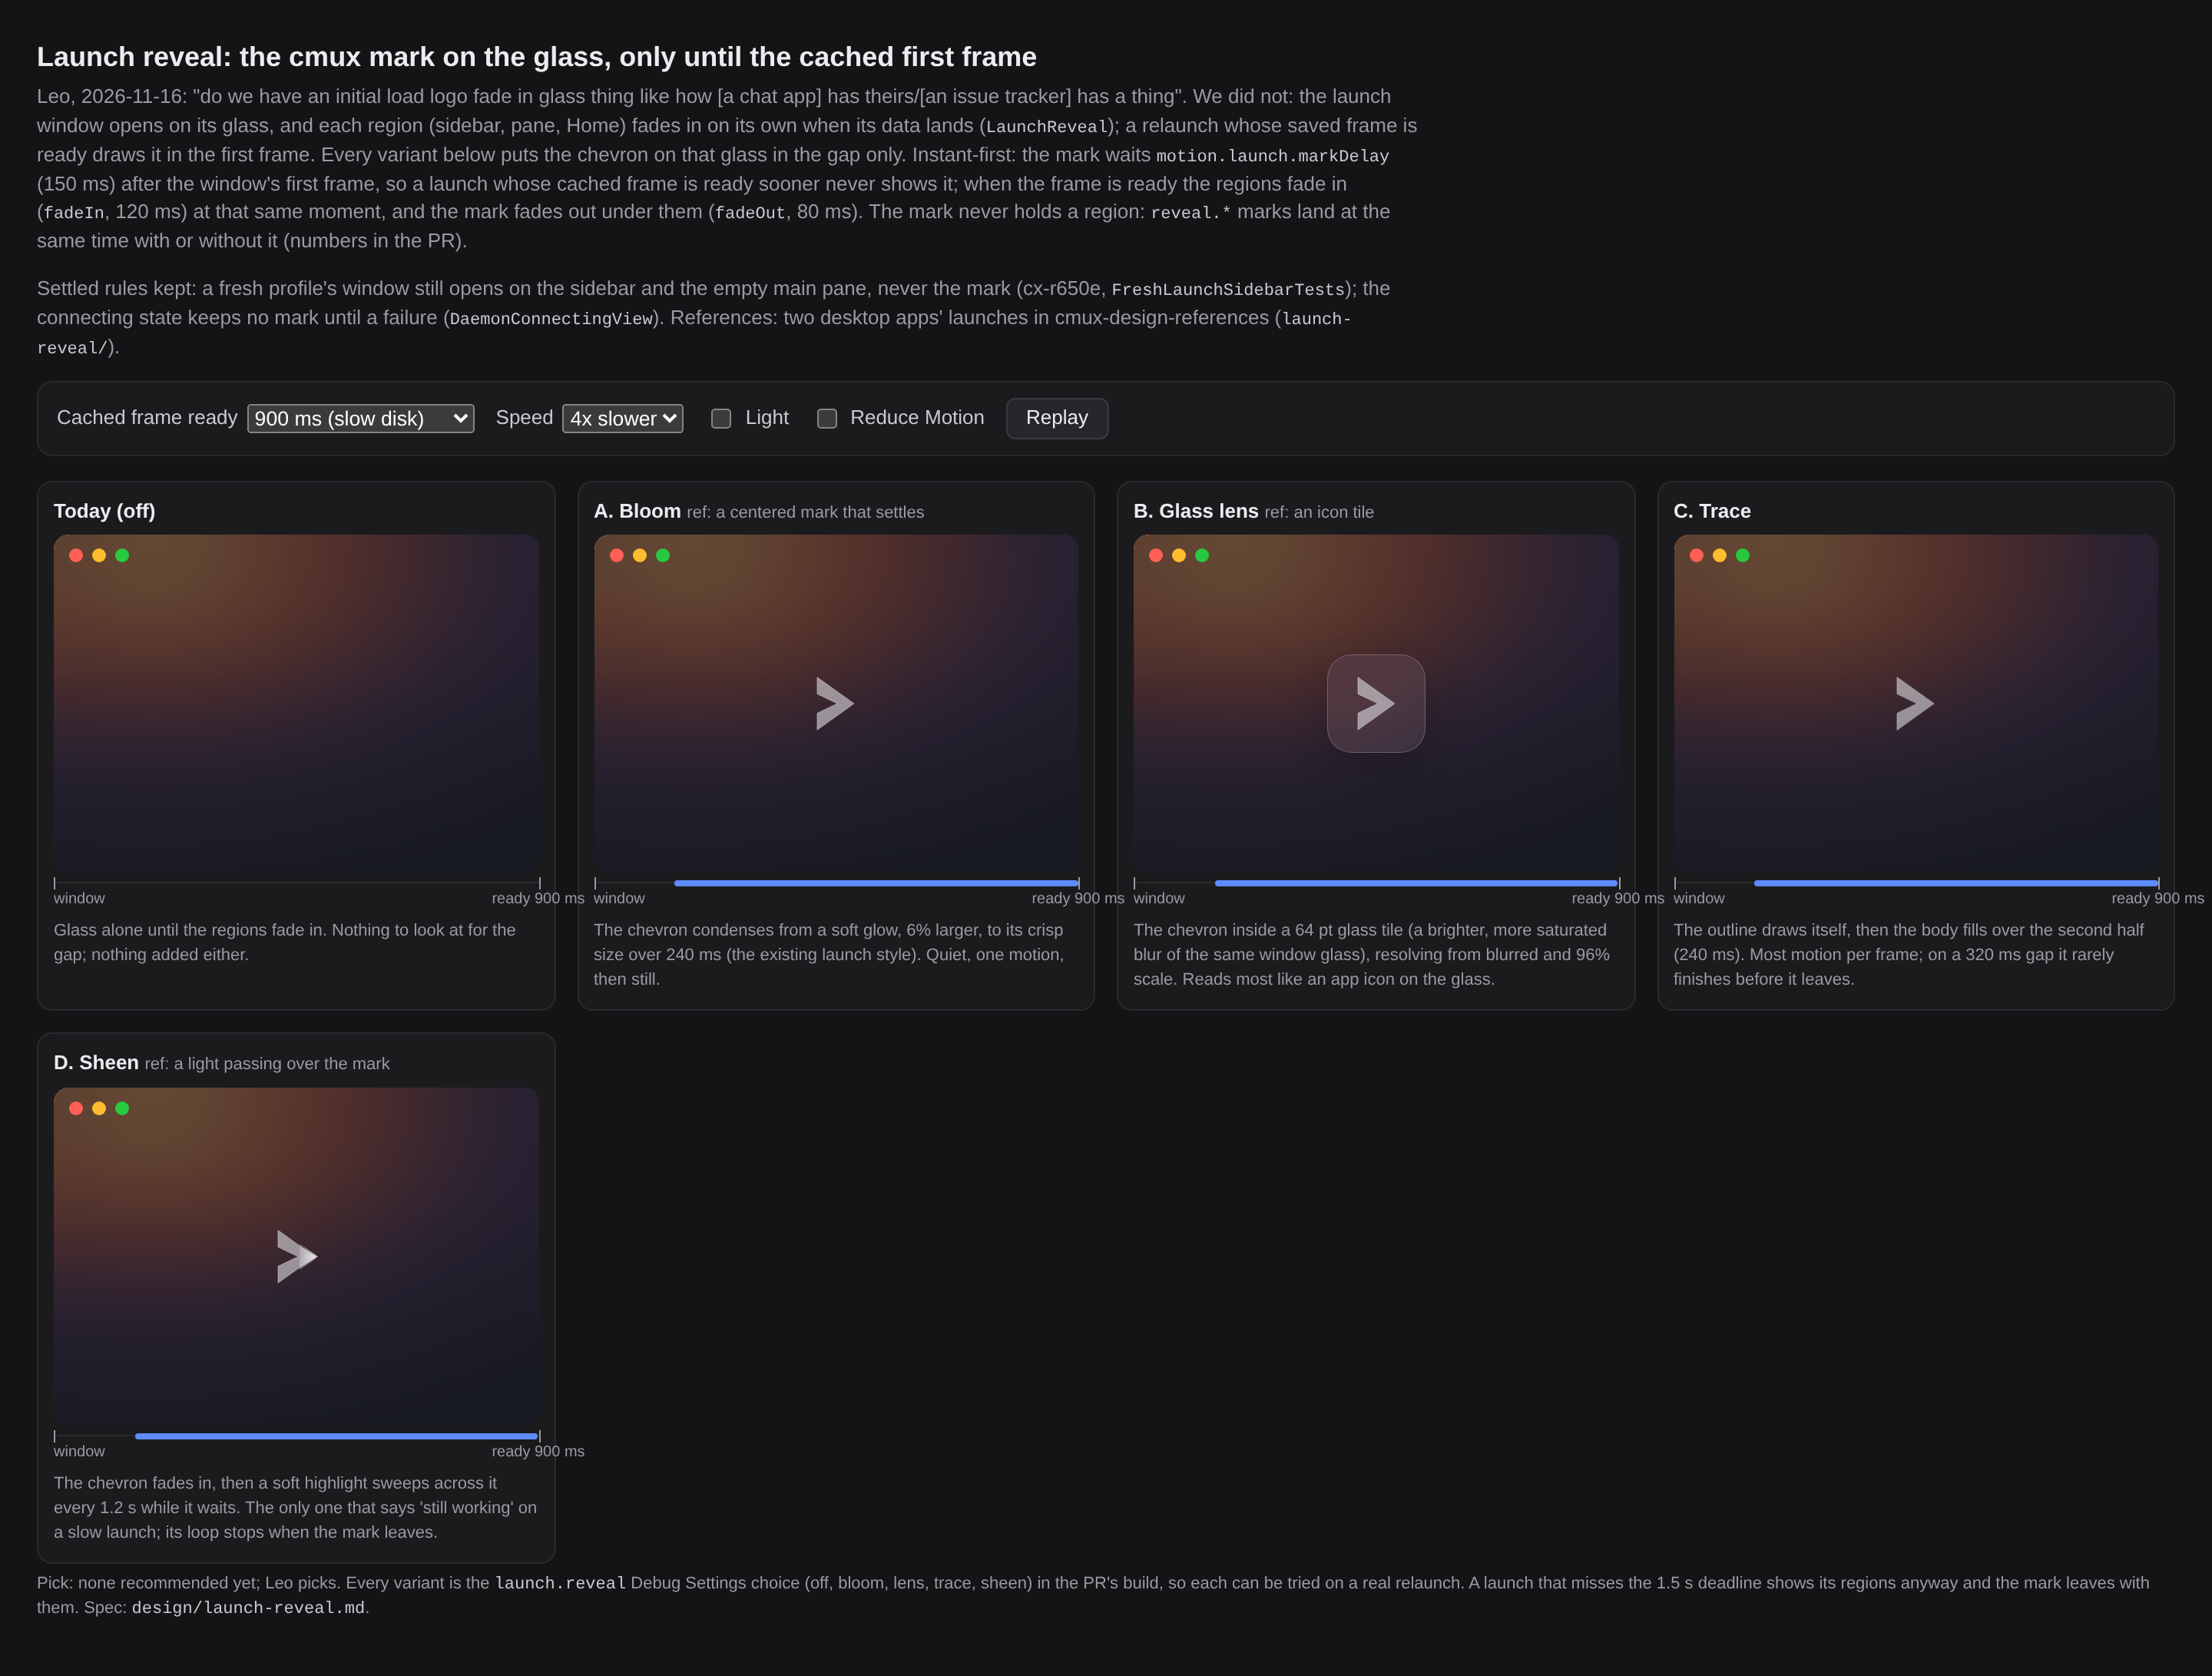 Launch reveal: the cmux mark on the glass, only until the cached first frame
Leo, 2026-11-16: "do we have an initial load logo fade in glass thing like how [a chat app] has theirs/[an issue tracker] has a thing". We did not: the launch
window opens on its glass, and each region (sidebar, pane, Home) fades in on its own when its data lands (LaunchReveal); a relaunch whose saved frame is
ready draws it in the first frame. Every variant below puts the chevron on that glass in the gap only. Instant-first: the mark waits motion.launch.markDelay
(150 ms) after the window's first frame, so a launch whose cached frame is ready sooner never shows it; when the frame is ready the regions fade in
(fadeIn, 120 ms) at that same moment, and the mark fades out under them (fadeOut, 80 ms). The mark never holds a region: reveal.* marks land at the
same time with or without it (numbers in the PR).
Settled rules kept: a fresh profile's window still opens on the sidebar and the empty main pane, never the mark (cx-r650e, FreshLaunchSidebarTests); the
connecting state keeps no mark until a failure (DaemonConnectingView). References: two desktop apps' launches in cmux-design-references (launch-
reveal/).
Cached frame ready 900 ms (slow disk) Speed 4x slower Light Reduce Motion Replay
Today (off)
window ready 900 ms
Glass alone until the regions fade in. Nothing to look at for the
gap; nothing added either.
A. Bloom ref: a centered mark that settles
window ready 900 ms
The chevron condenses from a soft glow, 6% larger, to its crisp
size over 240 ms (the existing launch style). Quiet, one motion,
then still.
B. Glass lens ref: an icon tile
window ready 900 ms
The chevron inside a 64 pt glass tile (a brighter, more saturated
blur of the same window glass), resolving from blurred and 96%
scale. Reads most like an app icon on the glass.
C. Trace
window ready 900 ms
The outline draws itself, then the body fills over the second half
(240 ms). Most motion per frame; on a 320 ms gap it rarely
finishes before it leaves.
D. Sheen ref: a light passing over the mark
window ready 900 ms
The chevron fades in, then a soft highlight sweeps across it
every 1.2 s while it waits. The only one that says 'still working' on
a slow launch; its loop stops when the mark leaves.
Pick: none recommended yet; Leo picks. Every variant is the launch.reveal Debug Settings choice (off, bloom, lens, trace, sheen) in the PR's build, so each can be tried on a real relaunch. A launch that misses the 1.5 s deadline shows its regions anyway and the mark leaves with
them. Spec: design/launch-reveal.md.